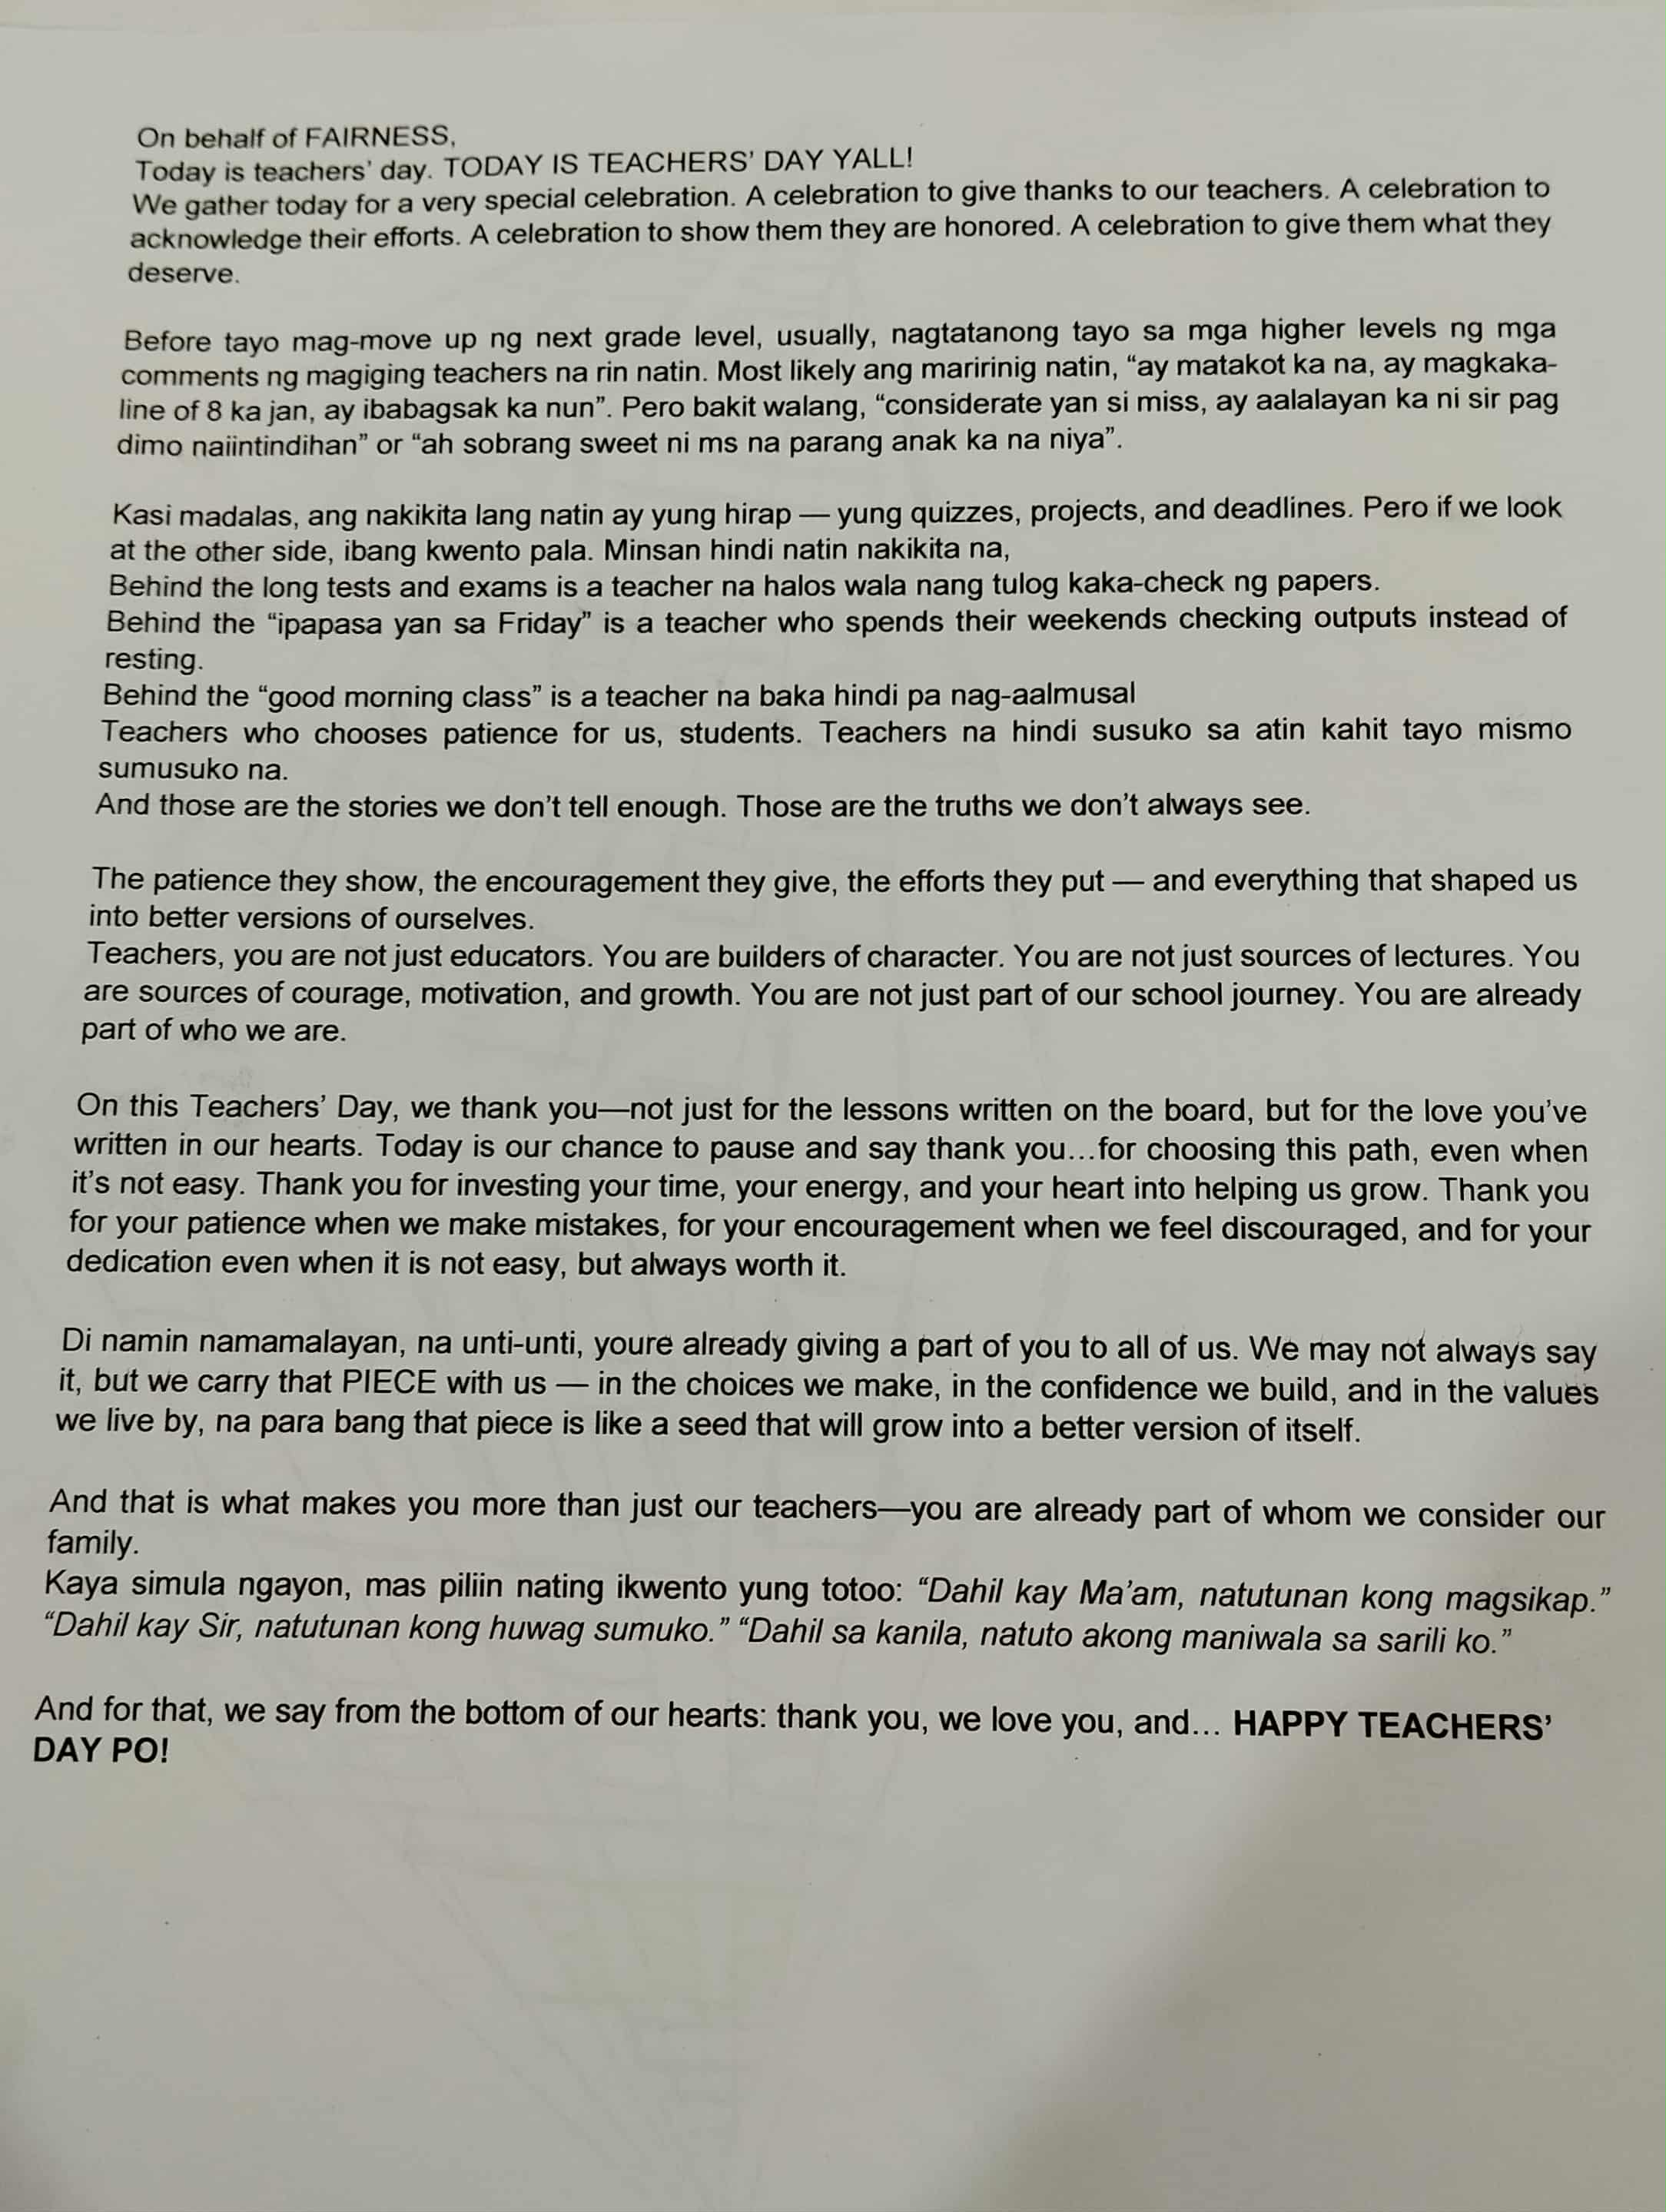 On behalf of FAIRNESS,
Today is teachers’ day. TODAY IS TEACHERS’ DAY YALL!
We gather today for a very special celebration. A celebration to give thanks to our teachers. A celebration to
acknowledge their efforts. A celebration to show them they are honored. A celebration to give them what they
deserve.
Before tayo mag-move up ng next grade level, usually, nagtatanong tayo sa mga higher levels ng mga
comments ng magiging teachers na rin natin. Most likely ang maririnig natin, “ay matakot ka na, ay magkaka-
line of 8 ka jan, ay ibabagsak ka nun”. Pero bakit walang, “considerate yan si miss, ay aalalayan ka ni sir pag
dimo naiintindihan” or “ah sobrang sweet ni ms na parang anak ka na niya”.
Kasi madalas, ang nakikita lang natin ay yung hirap — yung quizzes, projects, and deadlines. Pero if we look
at the other side, ibang kwento pala. Minsan hindi natin nakikita na,
Behind the long tests and exams is a teacher na halos wala nang tulog kaka-check ng papers.
Behind the “ipapasa yan sa Friday” is a teacher who spends their weekends checking outputs instead of
resting.
Behind the “good morning class” is a teacher na baka hindi pa nag-aalmusal
Teachers who chooses patience for us, students. Teachers na hindi susuko sa atin kahit tayo mismo
sumusuko na.
And those are the stories we don’t tell enough. Those are the truths we don’t always see.
The patience they show, the encouragement they give, the efforts they put — and everything that shaped us
into better versions of ourselves.
Teachers, you are not just educators. You are builders of character. You are not just sources of lectures. You
are sources of courage, motivation, and growth. You are not just part of our school journey. You are already
part of who we are.
On this Teachers’ Day, we thank you—not just for the lessons written on the board, but for the love you’ve
written in our hearts. Today is our chance to pause and say thank you…for choosing this path, even when
it’s not easy. Thank you for investing your time, your energy, and your heart into helping us grow. Thank you
for your patience when we make mistakes, for your encouragement when we feel discouraged, and for your
dedication even when it is not easy, but always worth it.
Di namin namamalayan, na unti-unti, youre already giving a part of you to all of us. We may not always say
it, but we carry that PIECE with us — in the choices we make, in the confidence we build, and in the values
we live by, na para bang that piece is like a seed that will grow into a better version of itself.
And that is what makes you more than just our teachers—you are already part of whom we consider our
family.
Kaya simula ngayon, mas piliin nating ikwento yung totoo: “Dahil kay Ma’am, natutunan kong magsikap.”
“Dahil kay Sir, natutunan kong huwag sumuko.” “Dahil sa kanila, natuto akong maniwala sa sarili ko.”
And for that, we say from the bottom of our hearts: thank you, we love you, and… HAPPY TEACHERS’
DAY PO!